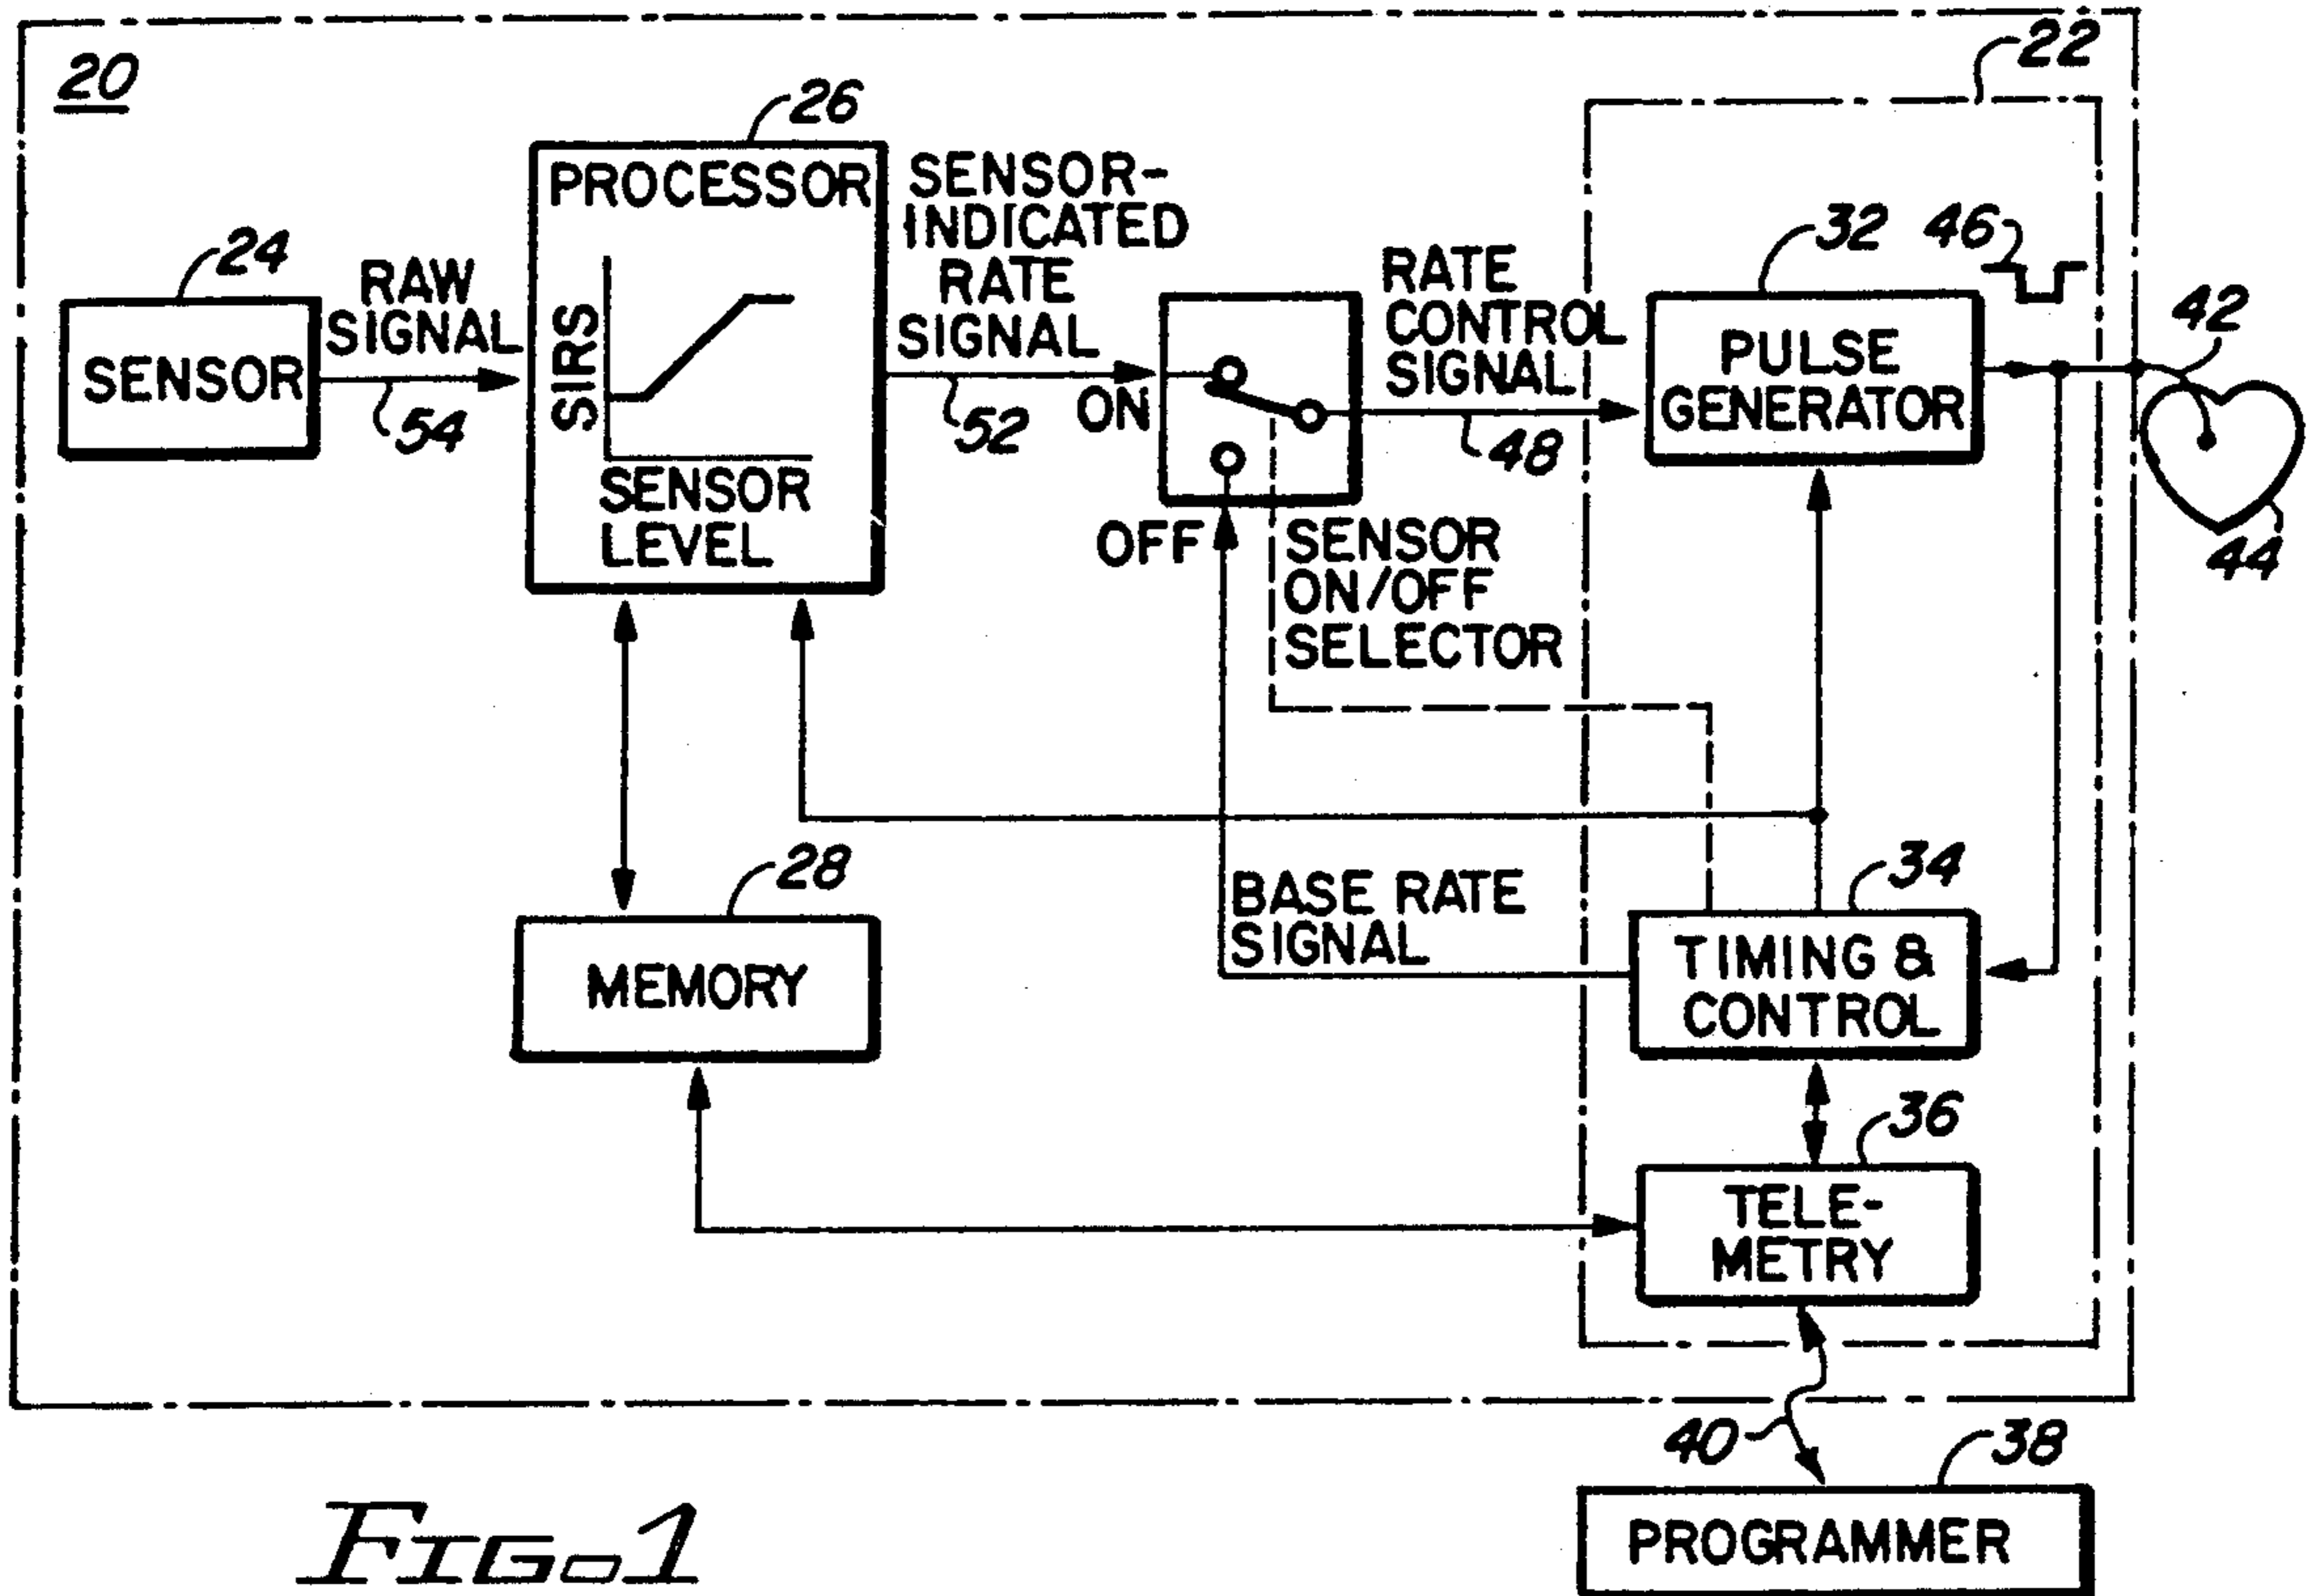 20
22
26
PROCESSOR
SIRS
SENSOR
LEVEL
24
SENSOR
RAW
SIGNAL
54
SENSOR-
INDICATED
RATE
SIGNAL
52
ON
OFF
RATE
CONTROL
SIGNAL
48
32
PULSE
GENERATOR
46
42
44
SENSOR
ON/OFF
SELECTOR
28
MEMORY
BASE RATE
SIGNAL
34
TIMING &
CONTROL
36
TELE-
METRY
40
38
PROGRAMMER
FIG. 1